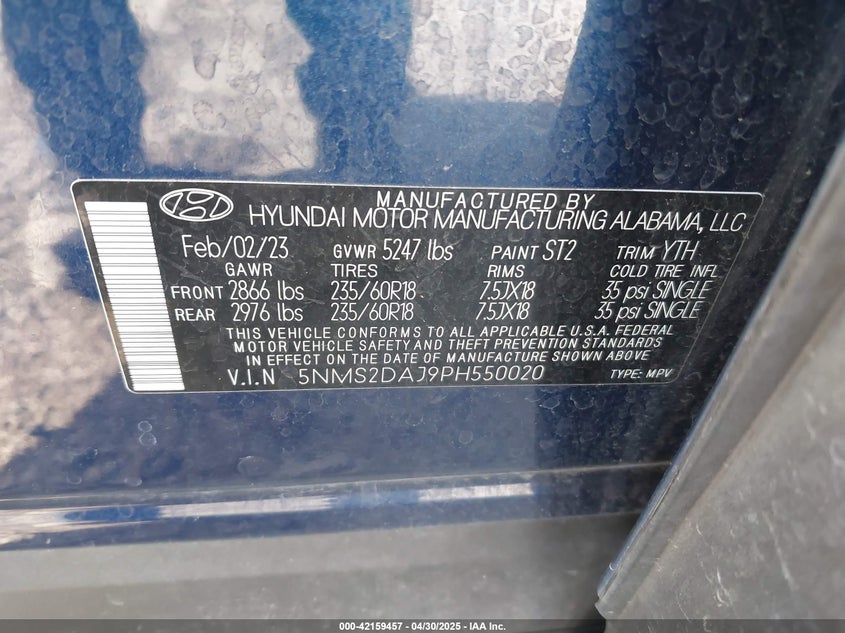 MANUFACTURED BY
HYUNDAI MOTOR MANUFACTURING ALABAMA, LLC
Feb/02/23 GVWR 5247 lbs PAINT ST2 TRIM YTH
GAWR TIRES RIMS COLD TIRE INFL
FRONT 2866 lbs 235/60R18 7.5JX18 35 psi SINGLE
REAR 2976 lbs 235/60R18 7.5JX18 35 psi SINGLE
THIS VEHICLE CONFORMS TO ALL APPLICABLE U.S.A. FEDERAL
MOTOR VEHICLE SAFETY AND THEFT PREVENTION STANDARDS
IN EFFECT ON THE DATE OF MANUFACTURE SHOWN ABOVE
V.I.N 5NMS2DAJ9PH550020 TYPE: MPV
000-42159457 - 04/30/2025 - IAA Inc.